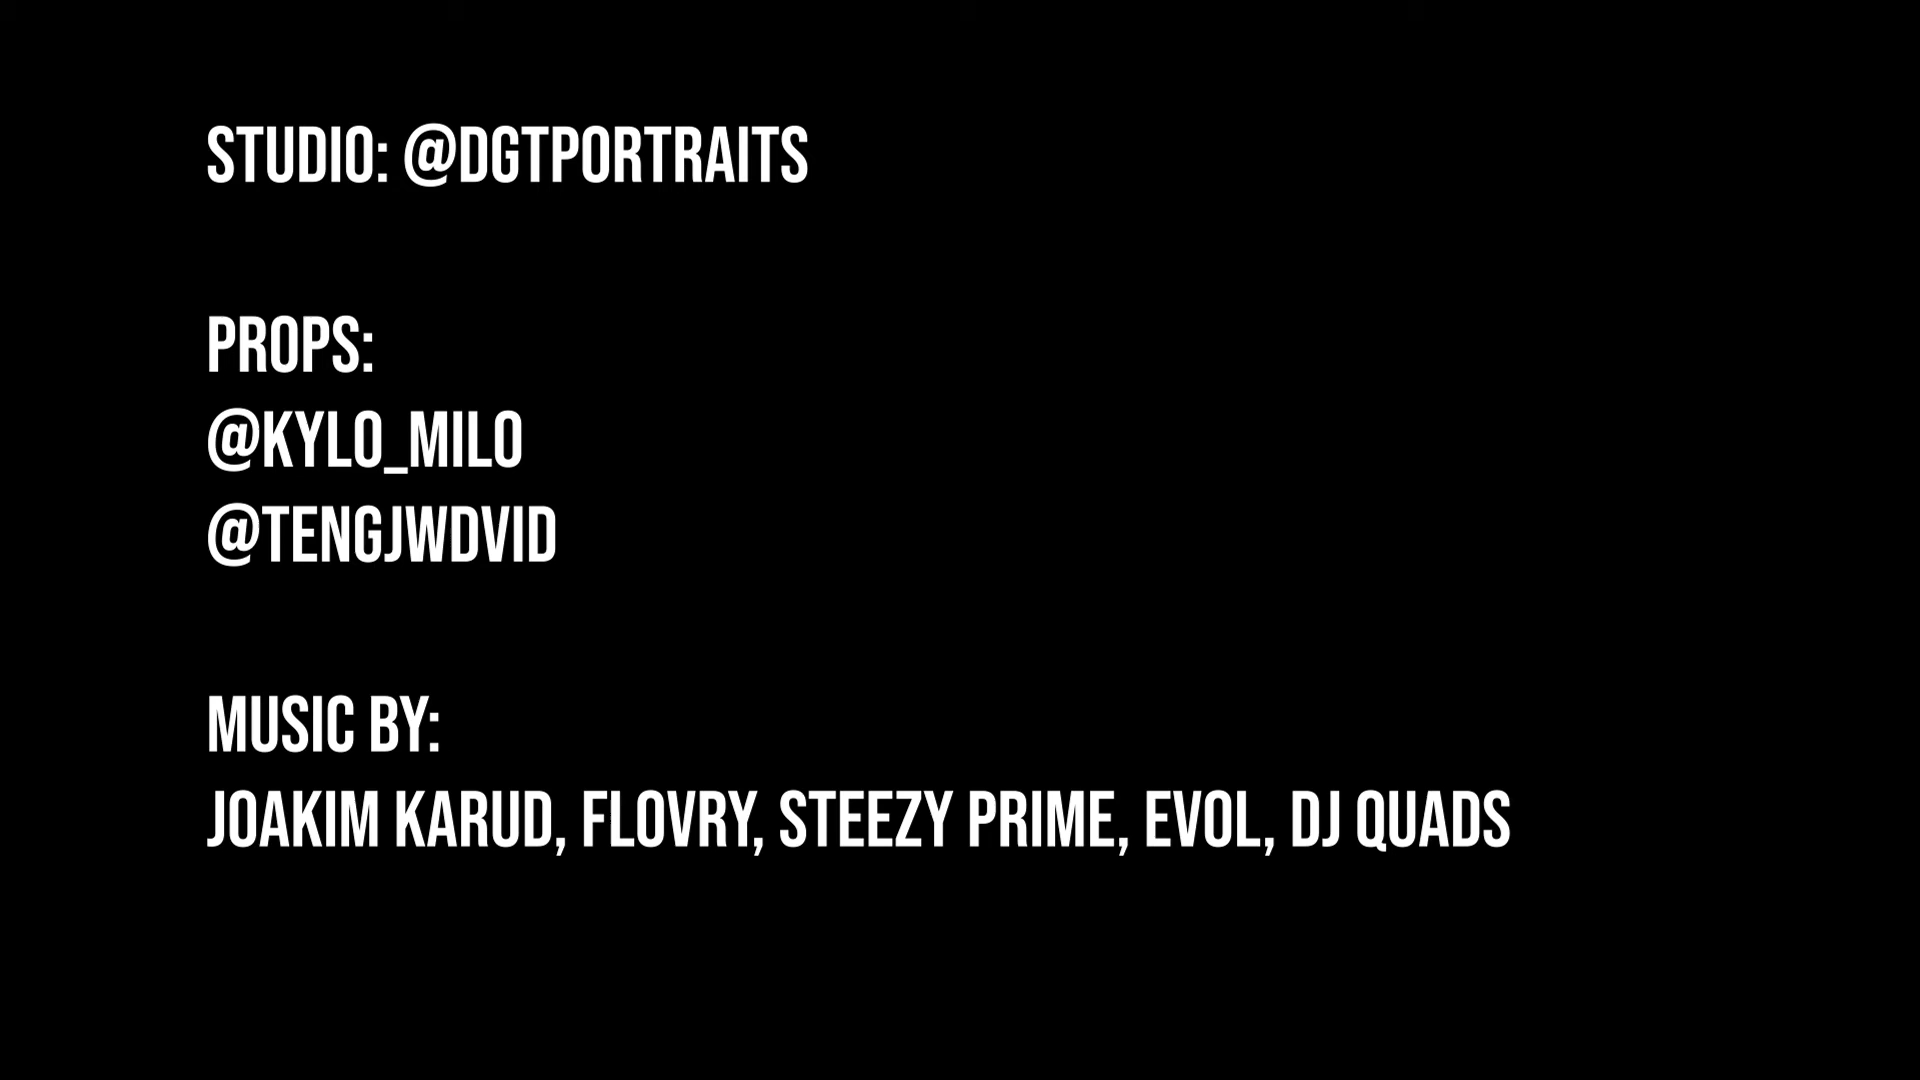 STUDIO: @DGTPORTRAITS
PROPS:
@KYLO_MILO
@TENGJWDVID
MUSIC BY:
JOAKIM KARUD, FLOVRY, STEEZY PRIME, EVOL, DJ QUADS